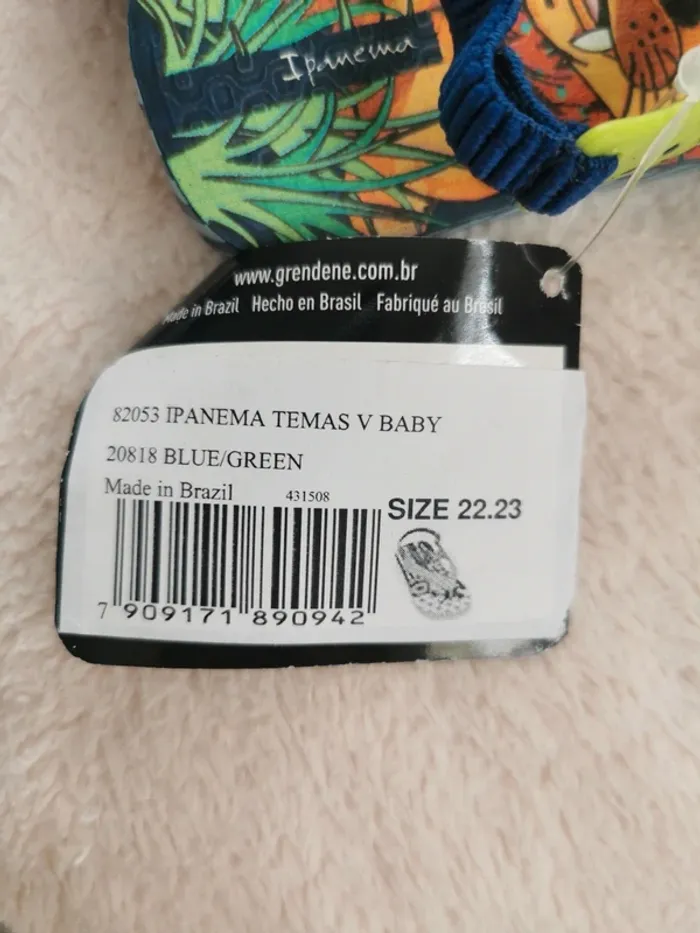 Ipanema
www.grendene.com.br
Made in Brazil Hecho en Brasil Fabriqué au Brésil
82053 IPANEMA TEMAS V BABY
20818 BLUE/GREEN
Made in Brazil 431508
SIZE 22.23
7 909171 890942